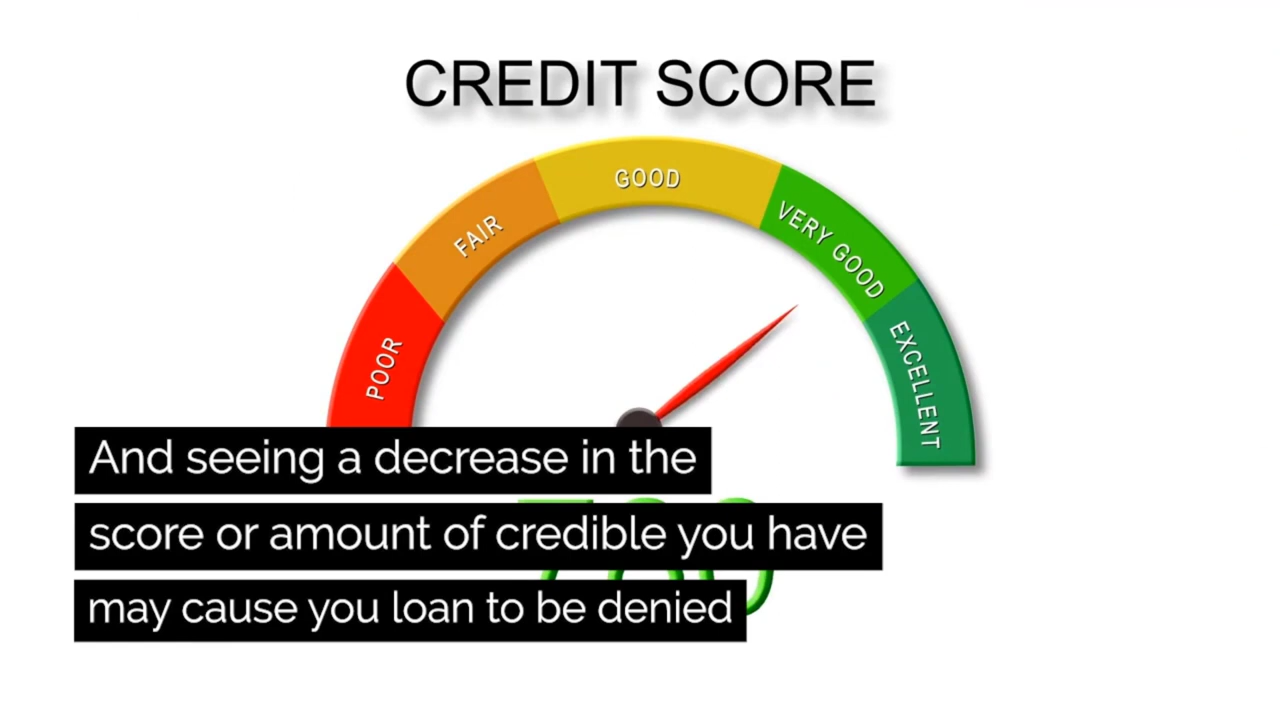 CREDIT SCORE
GOOD
FAIR
VERY GOOD
POOR
EXCELLENT
And seeing a decrease in the
score or amount of credible you have
may cause you loan to be denied